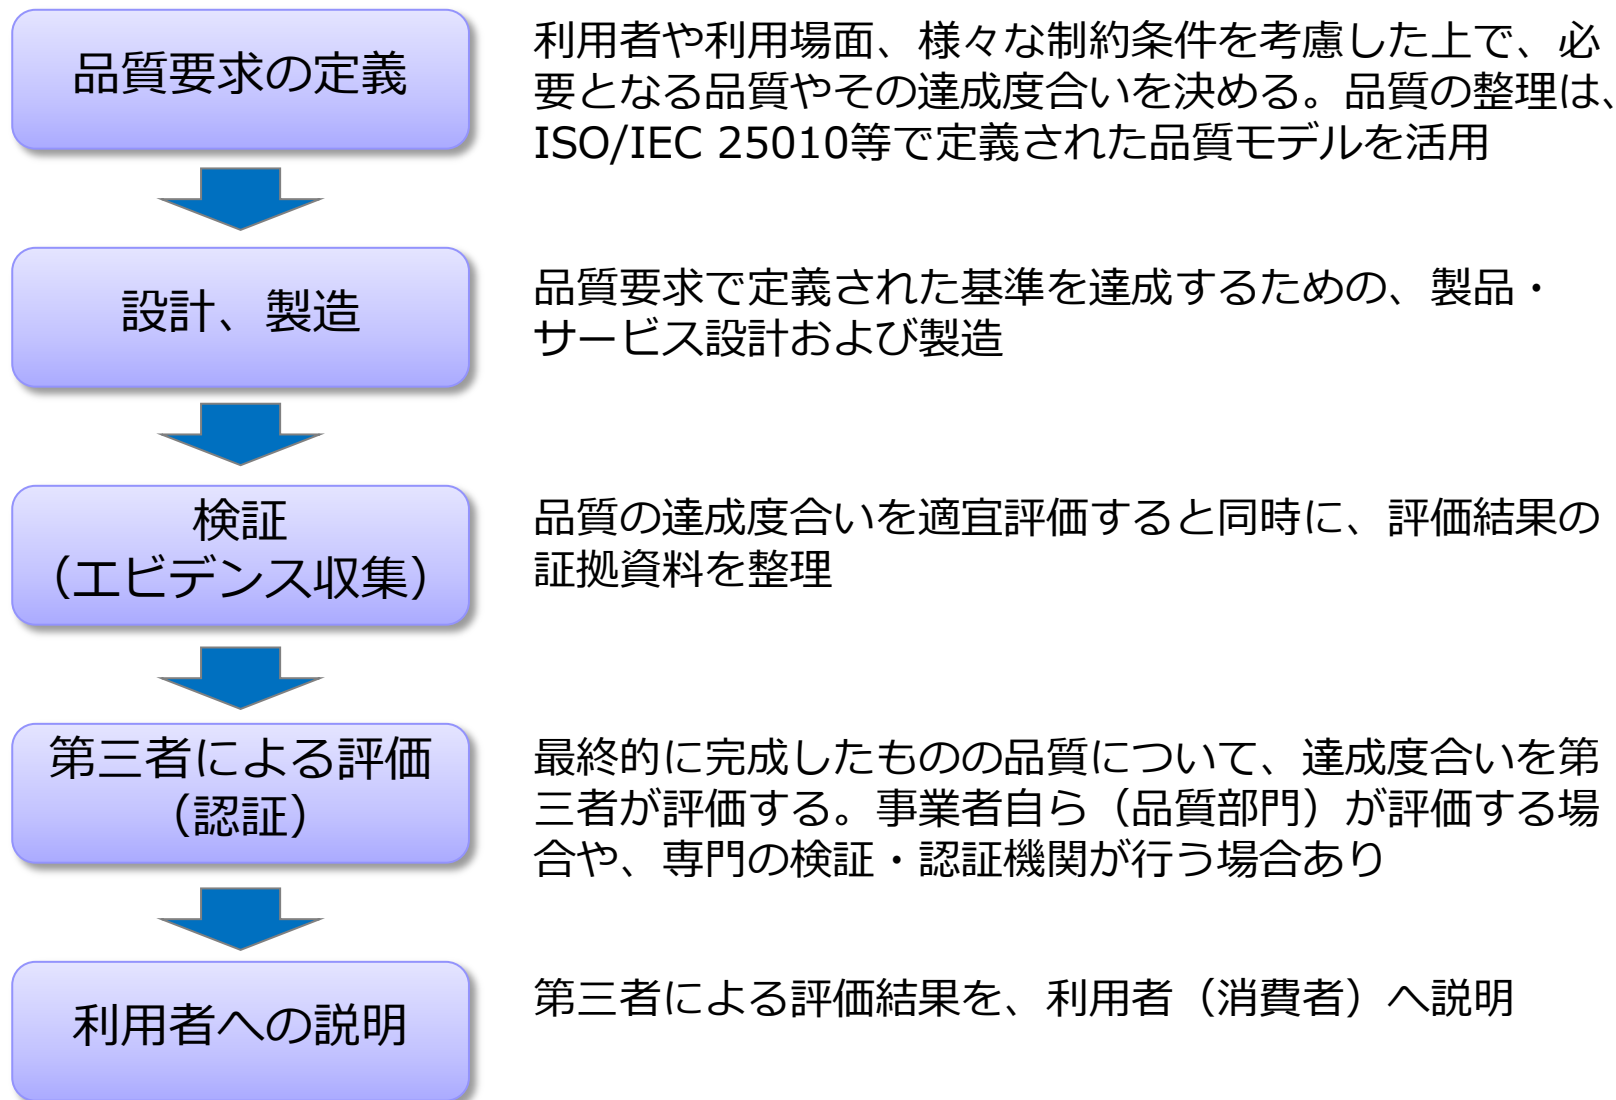 品質要求の定義
利用者や利用場面、様々な制約条件を考慮した上で、必
要となる品質やその達成度合いを決める。品質の整理は、
ISO/IEC 25010等で定義された品質モデルを活用
設計、製造
品質要求で定義された基準を達成するための、製品・
サービス設計および製造
検証
（エビデンス収集）
品質の達成度合いを適宜評価すると同時に、評価結果の
証拠資料を整理
第三者による評価
（認証）
最終的に完成したものの品質について、達成度合いを第
三者が評価する。事業者自ら（品質部門）が評価する場
合や、専門の検証・認証機関が行う場合あり
利用者への説明
第三者による評価結果を、利用者（消費者）へ説明